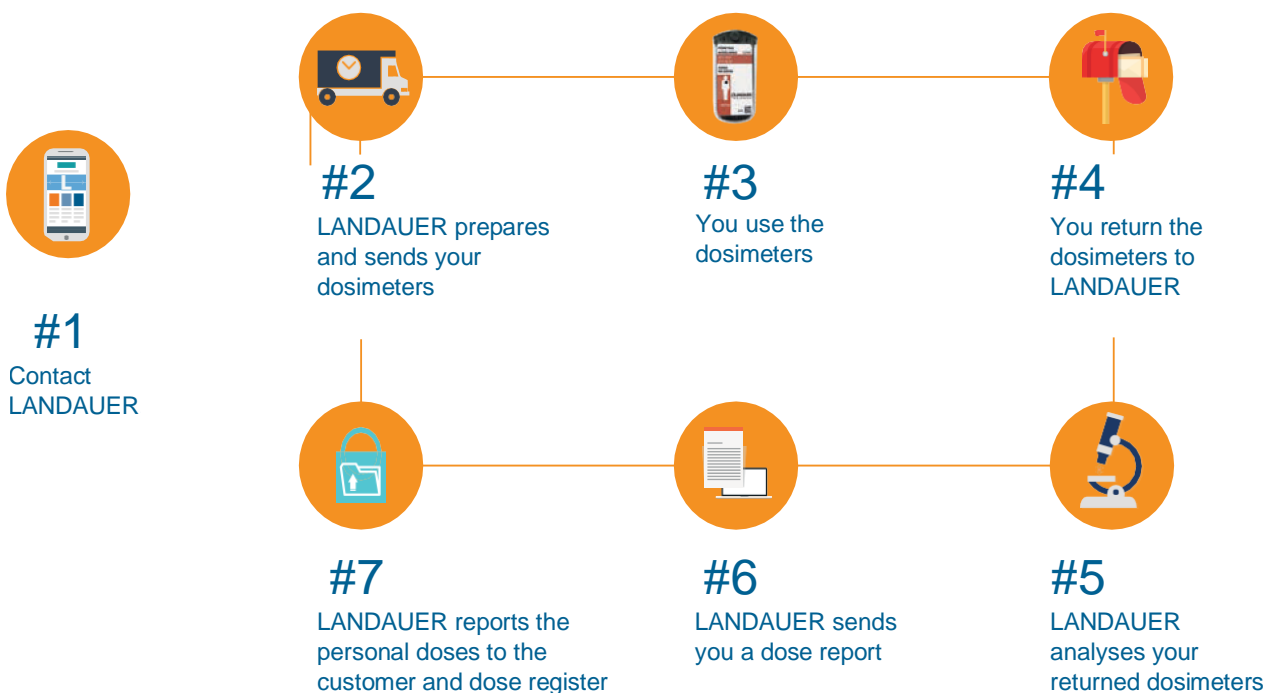 #1
Contact
LANDAUER
#2
LANDAUER prepares
and sends your
dosimeters
#3
You use the
dosimeters
#4
You return the
dosimeters to
LANDAUER
#5
LANDAUER
analyses your
returned dosimeters
#6
LANDAUER sends
you a dose report
#7
LANDAUER reports the
personal doses to the
customer and dose register